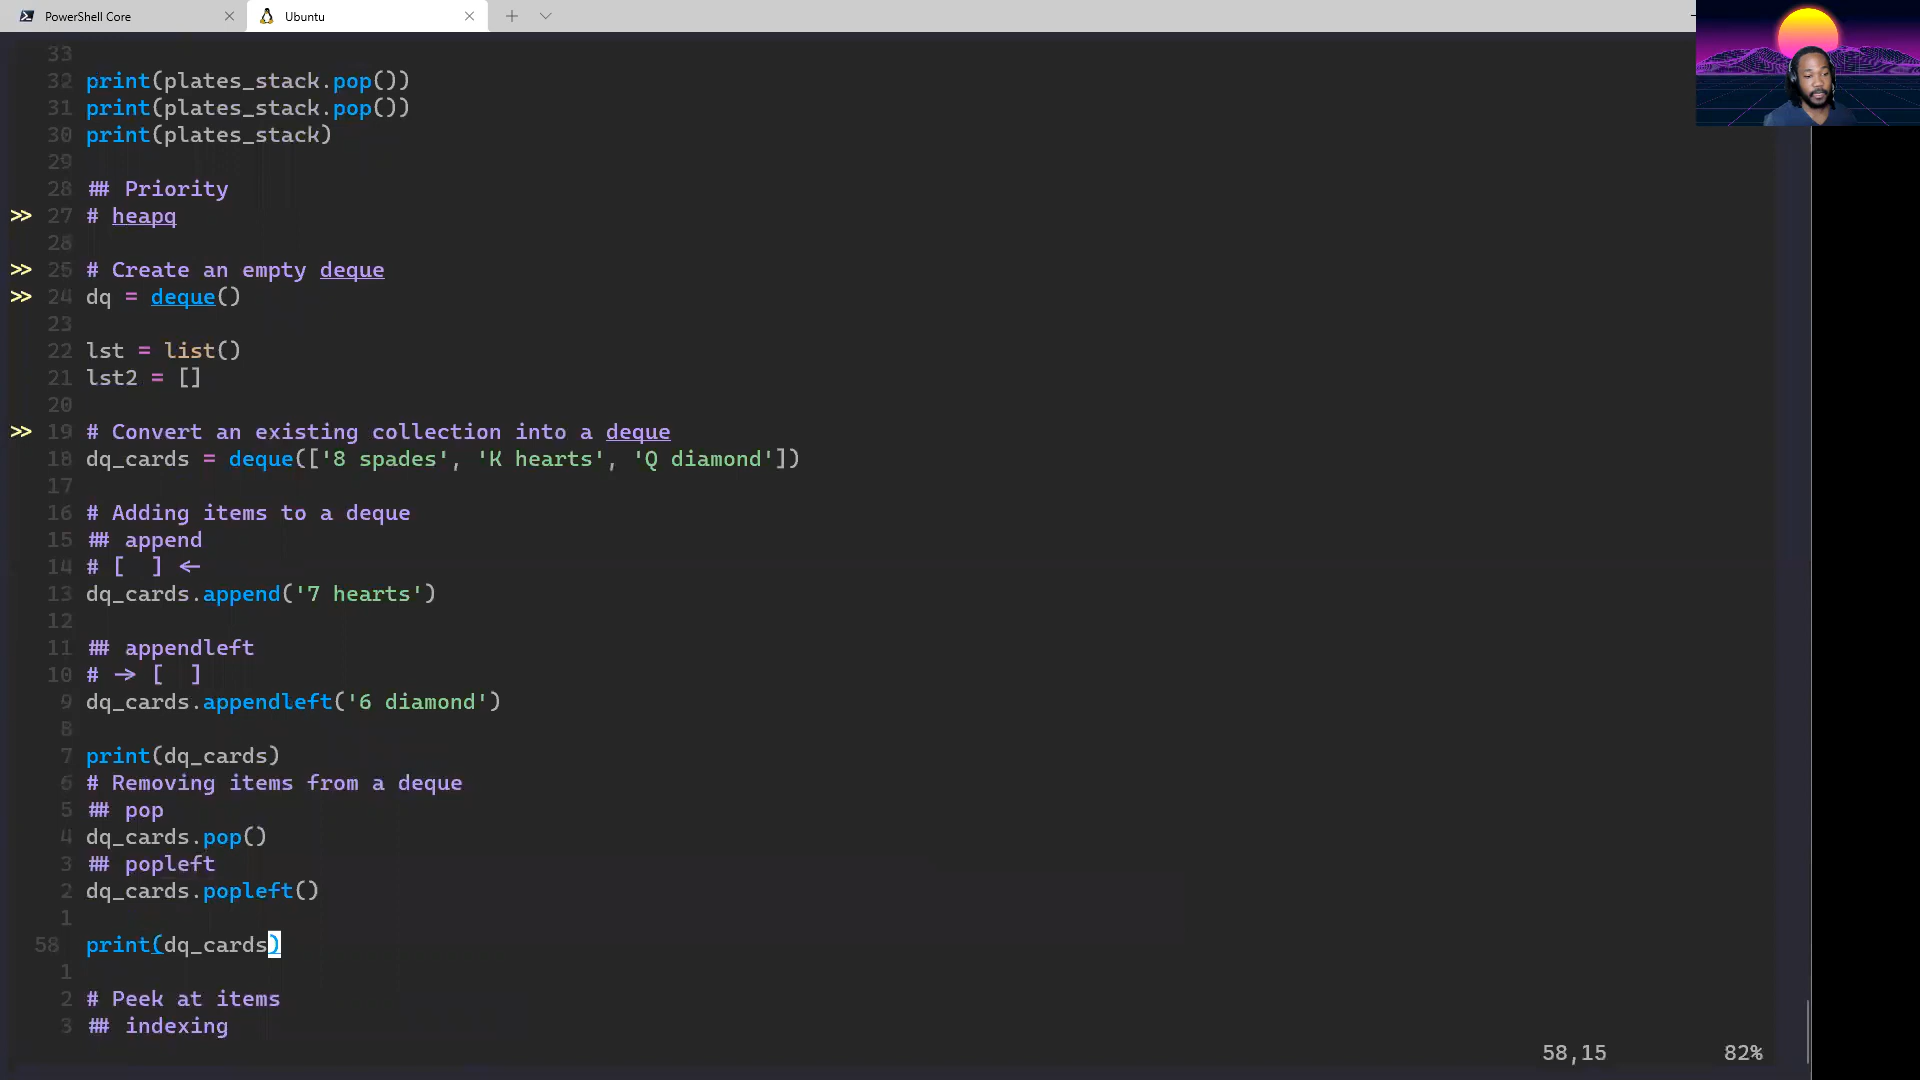 PowerShell Core
Ubuntu
33
32 print(plates_stack.pop())
31 print(plates_stack.pop())
30 print(plates_stack)
29
28 ## Priority
>> 27 # heapq
26
>> 25 # Create an empty deque
>> 24 dq = deque()
23
22 lst = list()
21 lst2 = []
20
>> 19 # Convert an existing collection into a deque
18 dq_cards = deque(['8 spades', 'K hearts', 'Q diamond'])
17
16 # Adding items to a deque
15 ## append
14 # [  ] <-
13 dq_cards.append('7 hearts')
12
11 ## appendleft
10 # -> [  ]
9 dq_cards.appendleft('6 diamond')
8
7 print(dq_cards)
6 # Removing items from a deque
5 ## pop
4 dq_cards.pop()
3 ## popleft
2 dq_cards.popleft()
1
58 print(dq_cards)
1
2 # Peek at items
3 ## indexing
58,15 82%